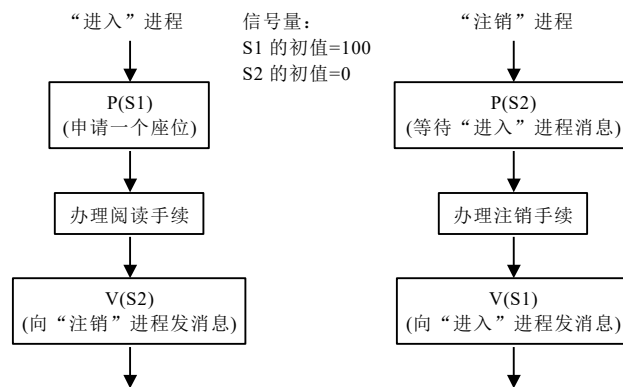 “进入”进程
信号量：
S1 的初值=100
S2 的初值=0
“注销”进程
P(S1)
(申请一个座位)
办理阅读手续
V(S2)
(向“注销”进程发消息)
P(S2)
(等待“进入”进程消息)
办理注销手续
V(S1)
(向“进入”进程发消息)